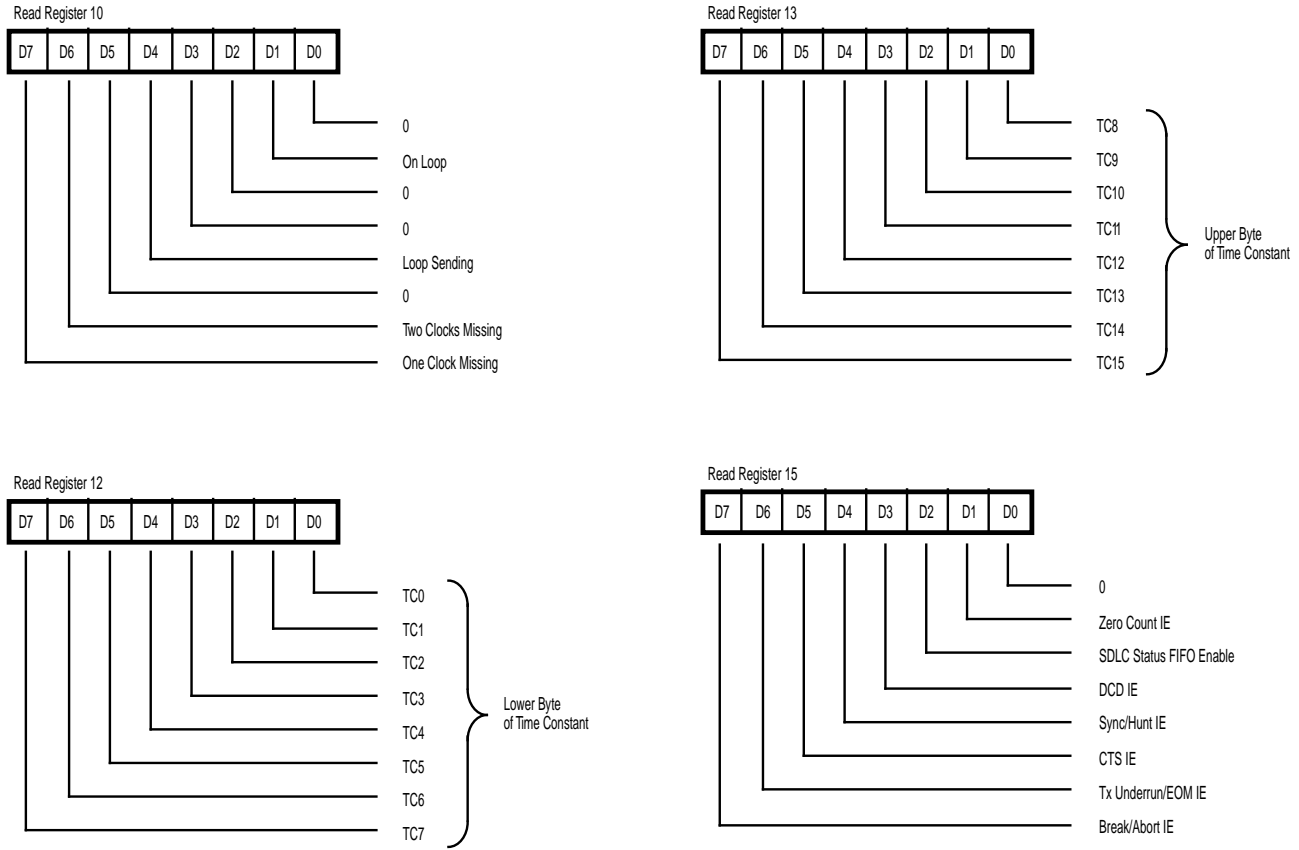 Read Register 10
D7 D6 D5 D4 D3 D2 D1 D0
0
On Loop
0
0
Loop Sending
0
Two Clocks Missing
One Clock Missing
Read Register 13
D7 D6 D5 D4 D3 D2 D1 D0
TC8
TC9
TC10
TC11
TC12
TC13
TC14
TC15
Upper Byte
of Time Constant
Read Register 12
D7 D6 D5 D4 D3 D2 D1 D0
TC0
TC1
TC2
TC3
TC4
TC5
TC6
TC7
Lower Byte
of Time Constant
Read Register 15
D7 D6 D5 D4 D3 D2 D1 D0
0
Zero Count IE
SDLC Status FIFO Enable
DCD IE
Sync/Hunt IE
CTS IE
Tx Underrun/EOM IE
Break/Abort IE